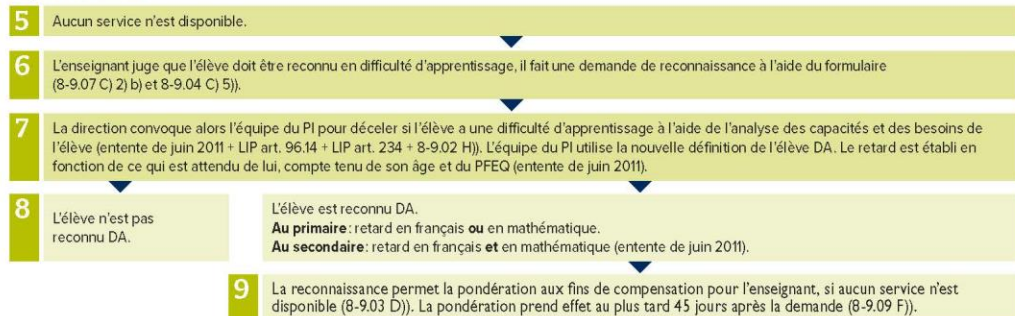 5
Aucun service n'est disponible.
6
L'enseignant juge que l'élève doit être reconnu en difficulté d'apprentissage, il fait une demande de reconnaissance à l'aide du formulaire
(8-9.07 C) 2) b) et 8-9.04 C) 5)).
7
La direction convoque alors l'équipe du PI pour déceler si l'élève a une difficulté d'apprentissage à l'aide de l'analyse des capacités et des besoins de
l'élève (entente de juin 2011 + LIP art. 96.14 + LIP art. 234 + 8-9.02 H)). L'équipe du PI utilise la nouvelle définition de l'élève DA. Le retard est établi en
fonction de ce qui est attendu de lui, compte tenu de son âge et du PFEQ (entente de juin 2011).
8
L'élève n'est pas
reconnu DA.
L'élève est reconnu DA.
Au primaire : retard en français ou en mathématique.
Au secondaire : retard en français et en mathématique (entente de juin 2011).
9
La reconnaissance permet la pondération aux fins de compensation pour l'enseignant, si aucun service n'est
disponible (8-9.03 D)). La pondération prend effet au plus tard 45 jours après la demande (8-9.09 F)).